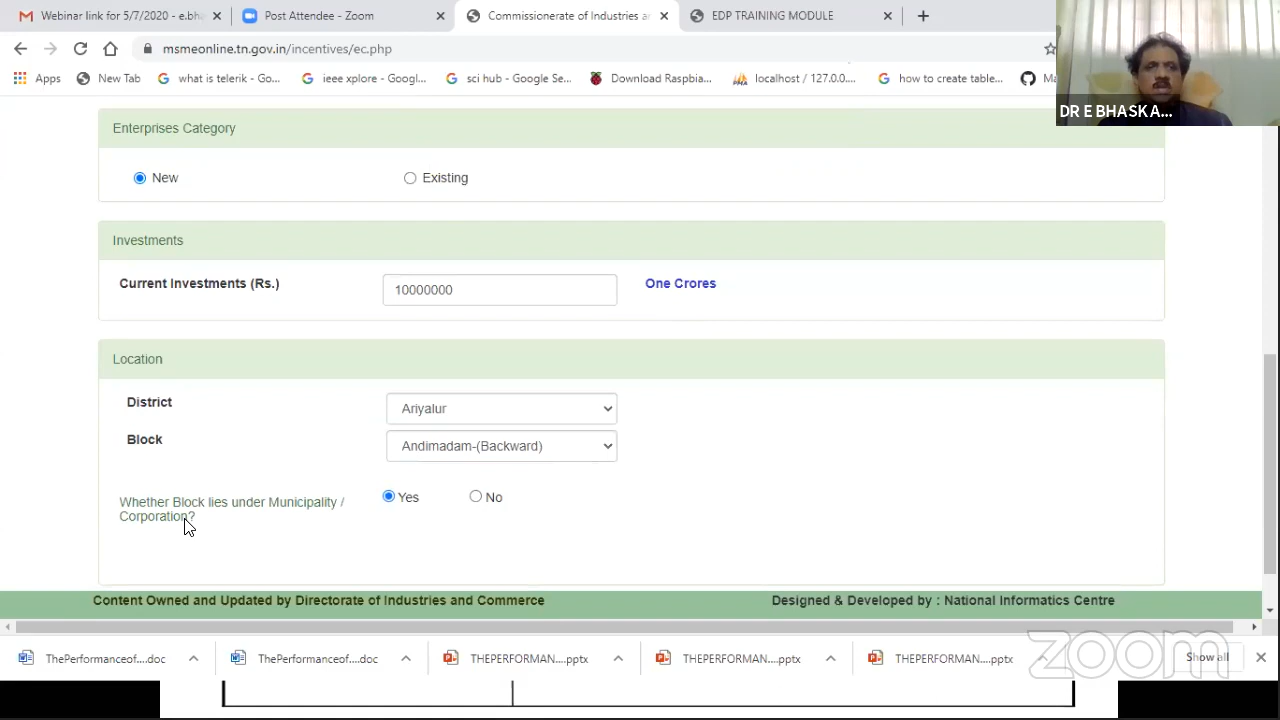 Webinar link for 5/7/2020 - e.bha
Post Attendee - Zoom
Commissionerate of Industries a
EDP TRAINING MODULE
msmeonline.tn.gov.in/incentives/ec.php
Apps
New Tab
what is telerik - Go...
ieee xplore - Googl...
sci hub - Google Se...
Download Raspbia...
localhost / 127.0.0....
how to create table...
Ma
DR E BHASK A...
Enterprises Category
New
Existing
Investments
Current Investments (Rs.)
10000000
One Crores
Location
District
Ariyalur
Block
Andimadam-(Backward)
Whether Block lies under Municipality /
Corporation?
Yes
No
Content Owned and Updated by Directorate of Industries and Commerce
Designed & Developed by : National Informatics Centre
ThePerformanceof....doc
ThePerformanceof....doc
THEPERFORMAN....pptx
THEPERFORMAN....pptx
THEPERFORMAN....pptx
Show all
zoom